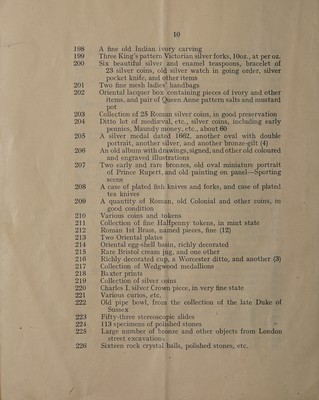 10
198 A fine old Indian ivory carving
199 Three King's pattern Victorian silver forks, 10oz., at per oz.
200 Six beautiful silver and enamel teaspoons, bracelet of
23 silver coins, old silver watch in going order, silver
pocket knife, and other items
201 Two fine mesh ladies' handbags
202 Oriental lacquer box containing pieces of ivory and other
items, and pair of Queen Anne pattern salts and mustard
pot
203 Collection of 25 Roman silver coins, in good preservation
204 Ditto lot of mediæval, etc., silver coins, including early
pennies, Maundy money, etc., about 60
205 A silver medal dated 1662, another oval with double
portrait, another silver, and another bronze-gilt (4)
206 An old album with drawings, signed, and other old coloured
and engraved illustrations
207 Two early and rare bronzes, old oval miniature portrait
of Prince Rupert, and old painting on panel—Sporting
scene
208 A case of plated fish knives and forks, and case of plated
tea knives
209 A quantity of Roman, old Colonial and other coins, in
good condition
210 Various coins and tokens
211 Collection of fine Halfpenny tokens, in mint state
212 Roman 1st Brass, named pieces, fine (12)
213 Two Oriental plates
214 Oriental egg-shell basin, richly decorated
215 Rare Bristol cream jug, and one other
216 Richly decorated cup, a Worcester ditto, and another (3)
217 Collection of Wedgwood medallions
218 Baxter prints
219 Collection of silver coins
220 Charles I. silver Crown piece, in very fine state
221 Various curios, etc.
222 Old pipe bowl, from the collection of the late Duke of
Sussex
223 Fifty-three stereoscopic slides
224 113 specimens of polished stones
225 Large number of bronze and other objects from London
street excavations
226 Sixteen rock crystal balls, polished stones, etc.